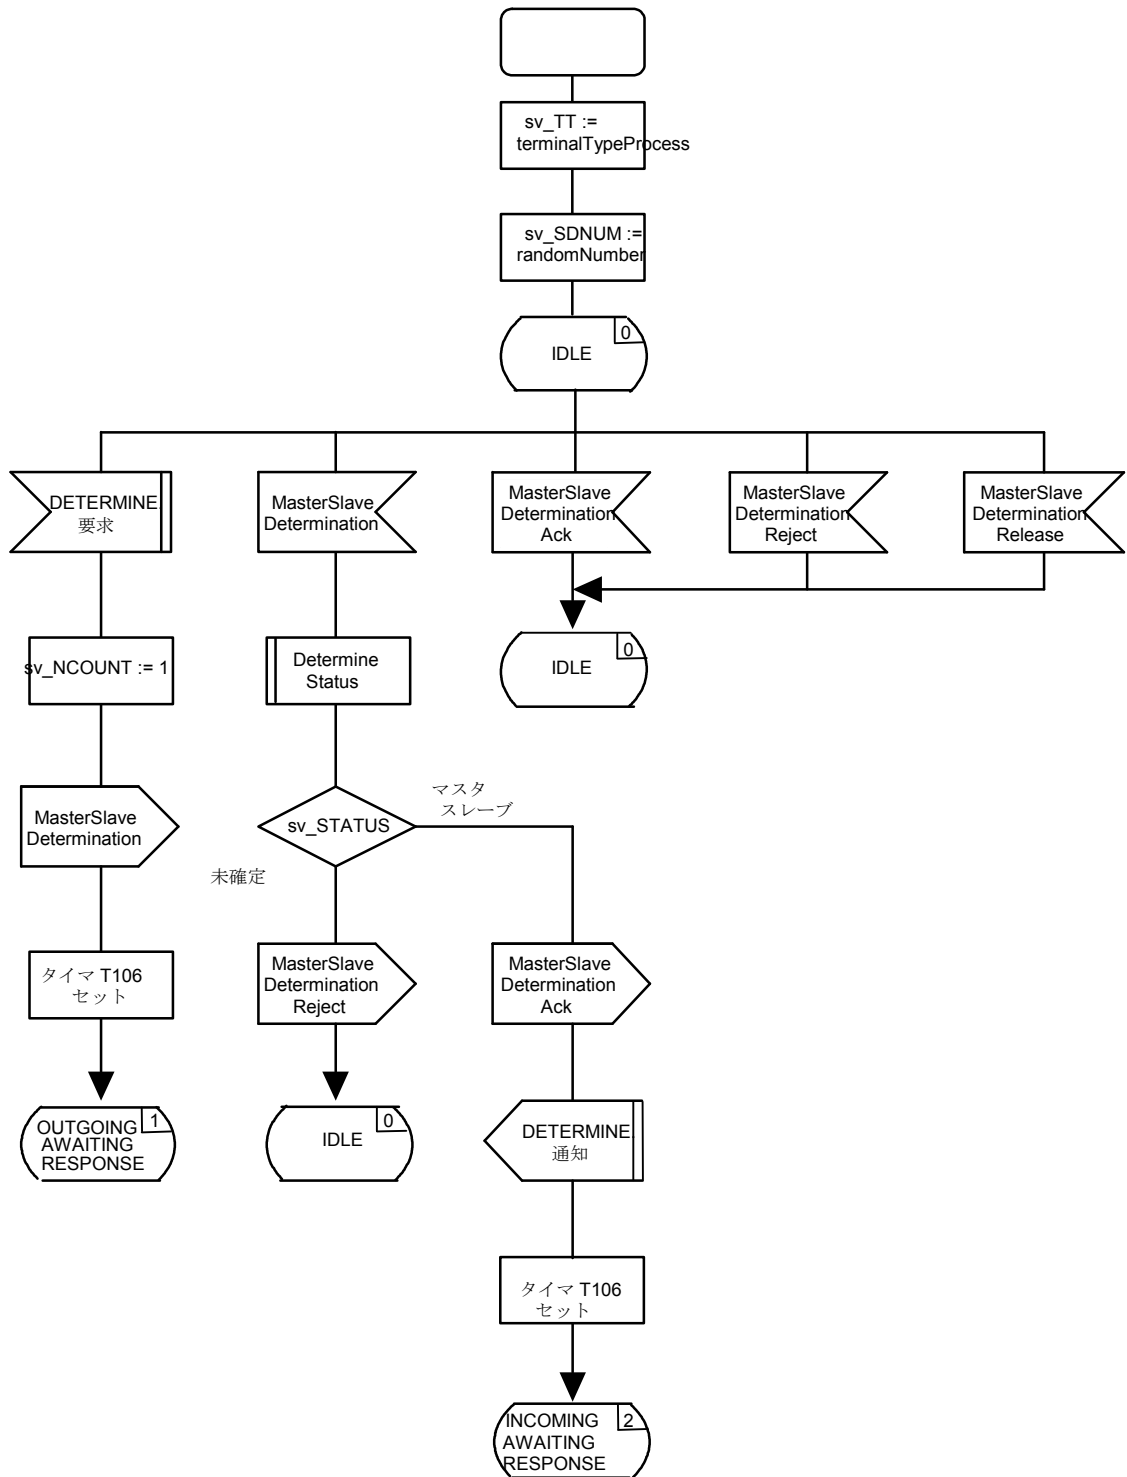 sv_TT :=
terminalTypeProcess
sv_SDNUM :=
randomNumber
0
IDLE
DETERMINE.
要求
MasterSlave
Determination
MasterSlave
Determination
Ack
MasterSlave
Determination
Reject
MasterSlave
Determination
Release
sv_NCOUNT := 1
Determine
Status
0
IDLE
MasterSlave
Determination
sv_STATUS
マスタ
スレーブ
未確定
タイマ T106
セット
MasterSlave
Determination
Reject
MasterSlave
Determination
Ack
1
OUTGOING
AWAITING
RESPONSE
0
IDLE
DETERMINE.
通知
タイマ T106
セット
2
INCOMING
AWAITING
RESPONSE